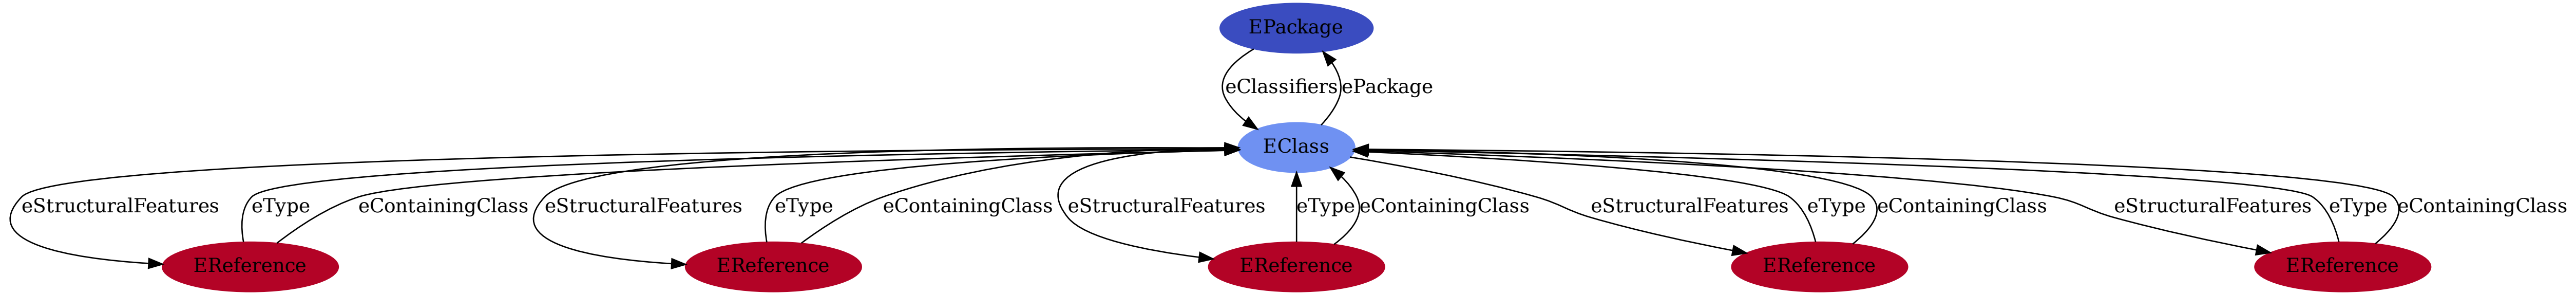 EPackage
eClassifiers ePackage
EClass
eStructuralFeatures eType eContainingClass eStructuralFeatures eType eContainingClass eStructuralFeatures eType eContainingClass eStructuralFeatures eType eContainingClass eStructuralFeatures eType eContainingClass
EReference EReference EReference EReference EReference